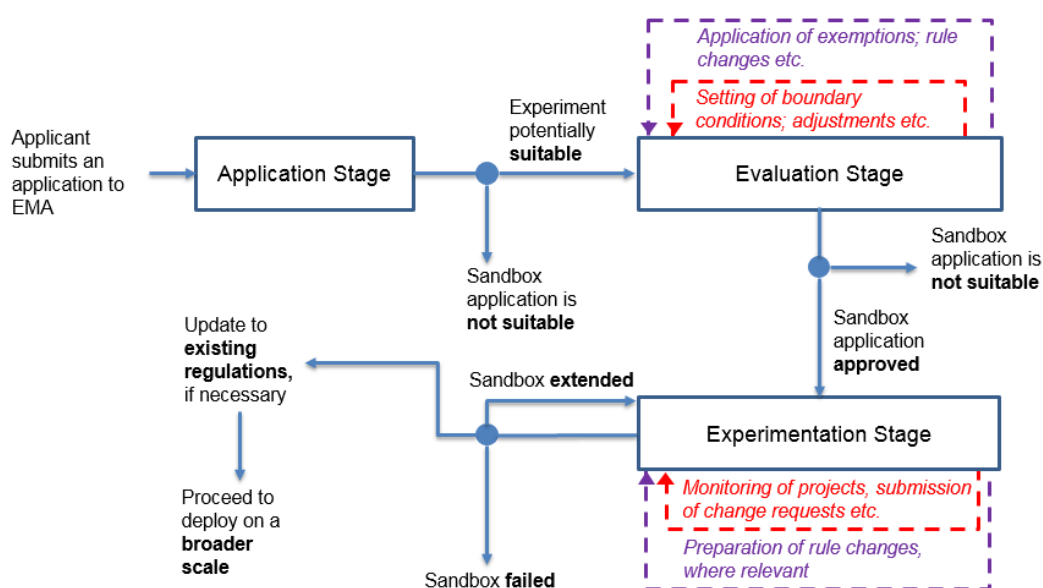 Applicant
submits an
application to
EMA
Application Stage
Experiment
potentially
suitable
Sandbox
application is
not suitable
Application of exemptions; rule
changes etc.
Setting of boundary
conditions; adjustments etc.
Evaluation Stage
Sandbox
application is
not suitable
Sandbox
application
approved
Experimentation Stage
Monitoring of projects, submission
of change requests etc.
Preparation of rule changes,
where relevant
Sandbox extended
Sandbox failed
Update to
existing
regulations,
if necessary
Proceed to
deploy on a
broader
scale